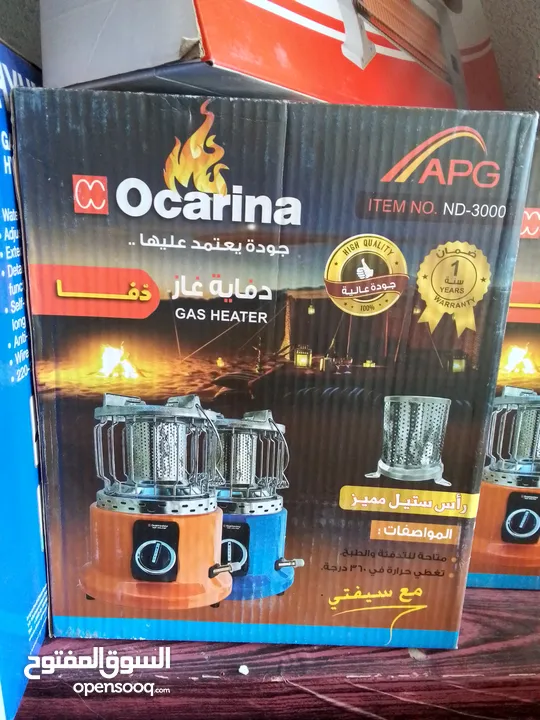 APG
ITEM NO. ND-3000
Ocarina
جودة يعتمد عليها ..
دفاية غاز
دفا
GAS HEATER
HIGH QUALITY
جودة عالية
100%
ضمان
1
سنة
YEARS
WARRANTY
رأس ستيل مميز
المواصفات :
متاحة للتدفئة والطبخ.
تغطي حرارة في ٣٦٠ درجة.
مع سيفتي
السوق المفتوح
opensooq.com